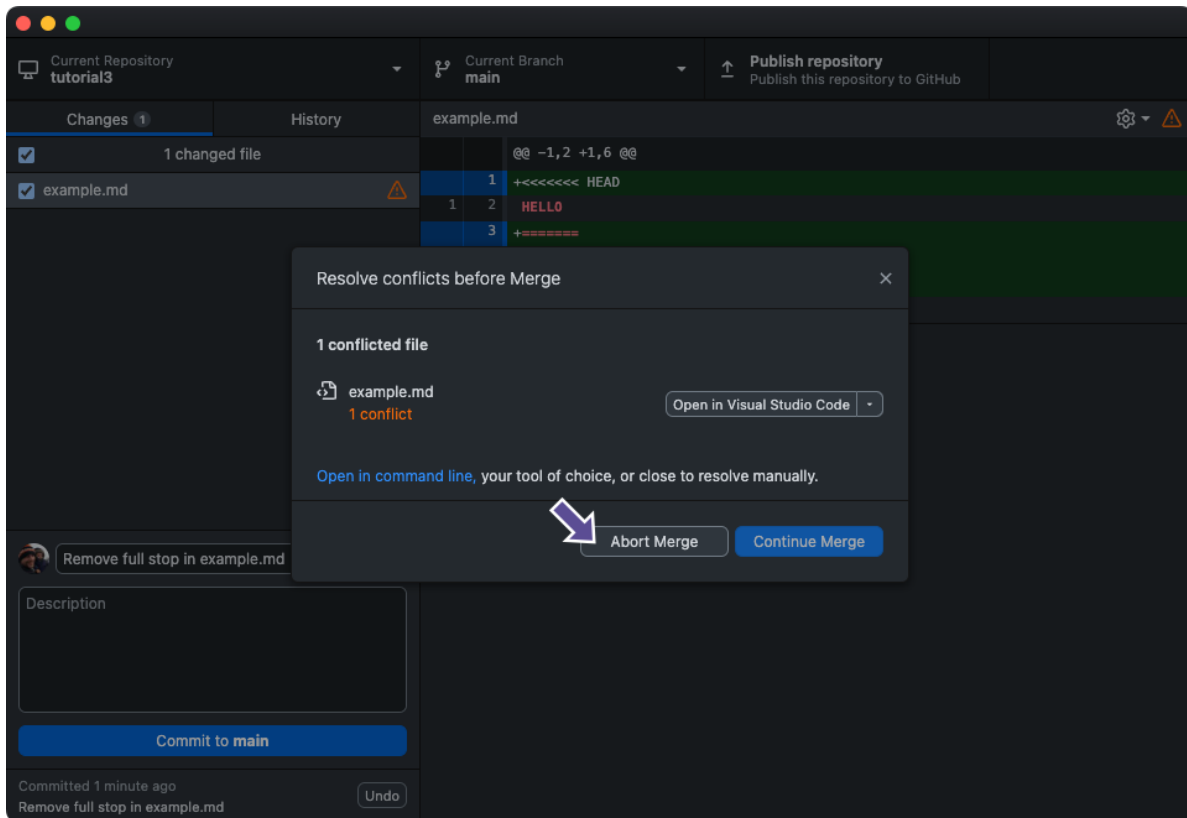 Current Repository
tutorial3
Current Branch
main
Publish repository
Publish this repository to GitHub
Changes 1
History
example.md
1 changed file
@@ -1,2 +1,6 @@
example.md
1 +<<<<<<< HEAD
1 2 HELLO
3 +=======
Resolve conflicts before Merge
1 conflicted file
example.md
1 conflict
Open in Visual Studio Code
Open in command line, your tool of choice, or close to resolve manually.
Abort Merge
Continue Merge
Remove full stop in example.md
Description
Commit to main
Committed 1 minute ago
Remove full stop in example.md
Undo